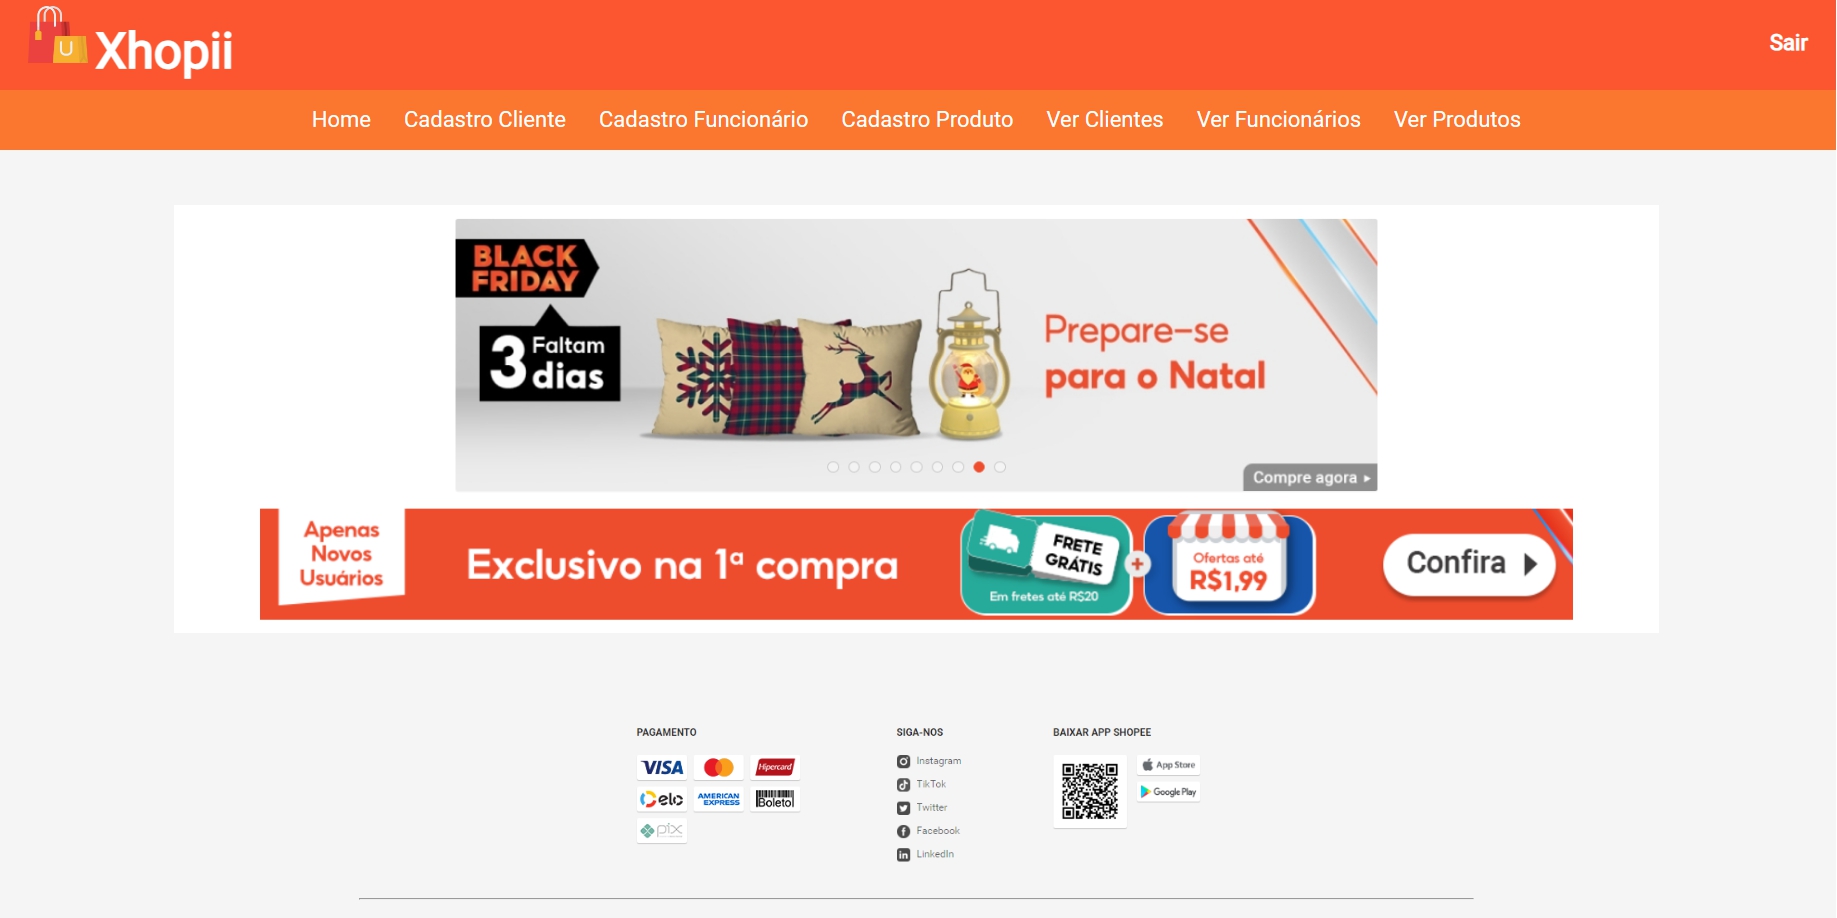 U
Xhopii
Sair
Home Cadastro Cliente Cadastro Funcionário Cadastro Produto Ver Clientes Ver Funcionários Ver Produtos
BLACK
FRIDAY
Faltam
3 dias
Prepare-se
para o Natal
Compre agora
Apenas
Novos
Usuários
Exclusivo na 1ª compra
FRETE
GRÁTIS
Em fretes até R$20
+
Ofertas até
R$1,99
Confira
PAGAMENTO
VISA
Hipercard
elo
AMERICAN
EXPRESS
Boleto
pix
SIGA-NOS
Instagram
TikTok
Twitter
Facebook
LinkedIn
BAIXAR APP SHOPEE
App Store
Google Play